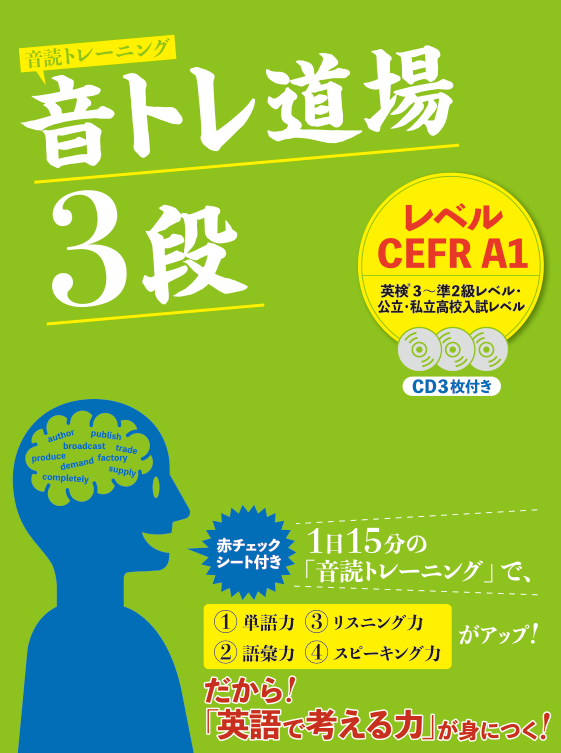 音読トレーニング
音トレ道場
3段
レベル
CEFR A1
英検®3～準2級レベル・
公立・私立高校入試レベル
CD3枚付き
author publish
broadcast trade
produce demand factory
supply
completely
赤チェック
シート付き
1日15分の
「音読トレーニング」で、
① 単語力 ③ リスニング力
② 語彙力 ④ スピーキング力
がアップ!
だから!
「英語で考える力」が身につく!